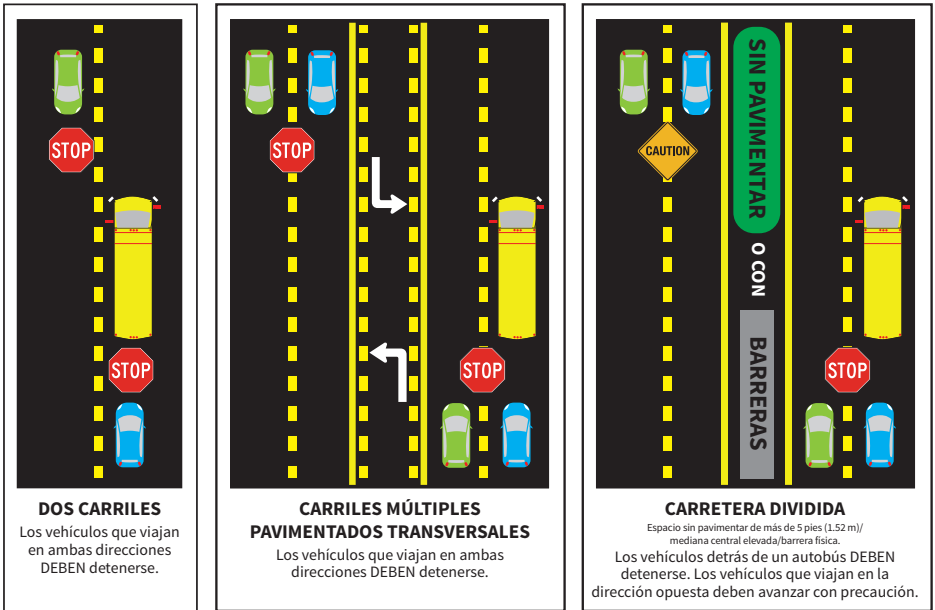 STOP
STOP
DOS CARRILES
Los vehículos que viajan
en ambas direcciones
DEBEN detenerse.
STOP
STOP
CARRILES MÚLTIPLES
PAVIMENTADOS TRANSVERSALES
Los vehículos que viajan en ambas
direcciones DEBEN detenerse.
CAUTION
SIN PAVIMENTAR
O CON
BARRERAS
STOP
CARRETERA DIVIDIDA
Espacio sin pavimentar de más de 5 pies (1.52 m)/
mediana central elevada/barrera física.
Los vehículos detrás de un autobús DEBEN
detenerse. Los vehículos que viajan en la
dirección opuesta deben avanzar con precaución.